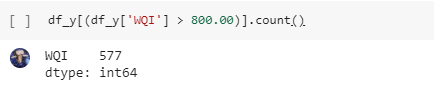 [ ] df_y[(df_y['WQI'] > 800.00)].count()
WQI    577
dtype: int64